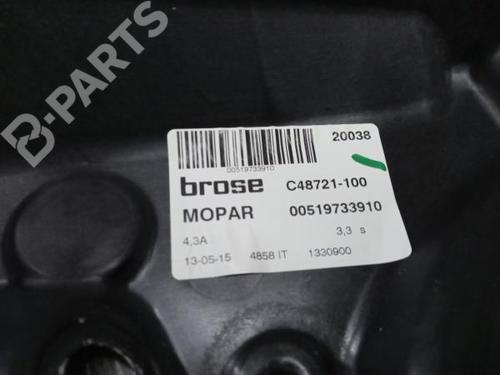 B-PARTS
20038
00519733910
brose C48721-100
MOPAR 00519733910
4,3A 3,3 s
13-05-15 4858 IT 1330900